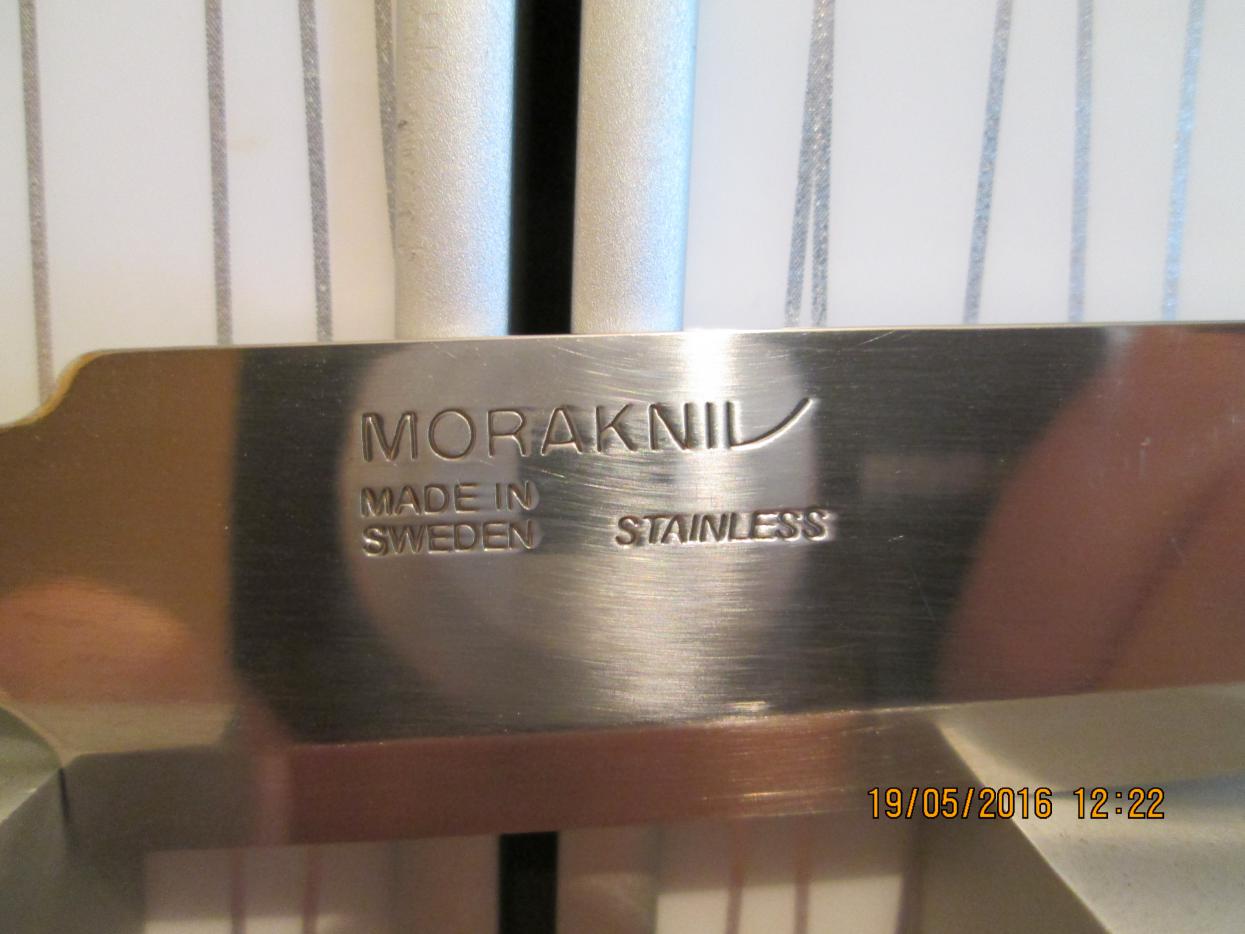 MORAKNIV
MADE IN
SWEDEN
STAINLESS
19/05/2016 12:22